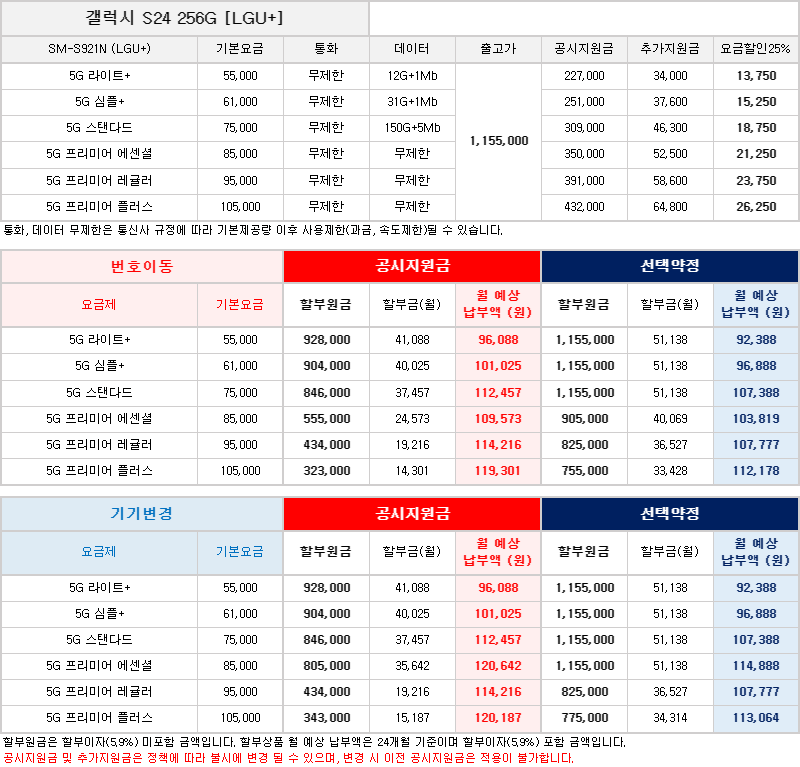 갤럭시 S24 256G [LGU+]
SM-S921N (LGU+) 기본요금 통화 데이터 출고가 공시지원금 추가지원금 요금할인25%
5G 라이트+ 55,000 무제한 12G+1Mb 227,000 34,000 13,750
5G 심플+ 61,000 무제한 31G+1Mb 251,000 37,600 15,250
5G 스탠다드 75,000 무제한 150G+5Mb 309,000 46,300 18,750
1,155,000
5G 프리미어 에센셜 85,000 무제한 무제한 350,000 52,500 21,250
5G 프리미어 레귤러 95,000 무제한 무제한 391,000 58,600 23,750
5G 프리미어 플러스 105,000 무제한 무제한 432,000 64,800 26,250
통화, 데이터 무제한은 통신사 규정에 따라 기본제공량 이후 사용제한(과금, 속도제한)될 수 있습니다.
번호이동 공시지원금 선택약정
요금제 기본요금 할부원금 할부금(월) 월 예상 납부액 (원) 할부원금 할부금(월) 월 예상 납부액 (원)
5G 라이트+ 55,000 928,000 41,088 96,088 1,155,000 51,138 92,388
5G 심플+ 61,000 904,000 40,025 101,025 1,155,000 51,138 96,888
5G 스탠다드 75,000 846,000 37,457 112,457 1,155,000 51,138 107,388
5G 프리미어 에센셜 85,000 555,000 24,573 109,573 905,000 40,069 103,819
5G 프리미어 레귤러 95,000 434,000 19,216 114,216 825,000 36,527 107,777
5G 프리미어 플러스 105,000 323,000 14,301 119,301 755,000 33,428 112,178
기기변경 공시지원금 선택약정
요금제 기본요금 할부원금 할부금(월) 월 예상 납부액 (원) 할부원금 할부금(월) 월 예상 납부액 (원)
5G 라이트+ 55,000 928,000 41,088 96,088 1,155,000 51,138 92,388
5G 심플+ 61,000 904,000 40,025 101,025 1,155,000 51,138 96,888
5G 스탠다드 75,000 846,000 37,457 112,457 1,155,000 51,138 107,388
5G 프리미어 에센셜 85,000 805,000 35,642 120,642 1,155,000 51,138 114,888
5G 프리미어 레귤러 95,000 434,000 19,216 114,216 825,000 36,527 107,777
5G 프리미어 플러스 105,000 343,000 15,187 120,187 775,000 34,314 113,064
할부원금은 할부이자(5,9%) 미포함 금액입니다. 할부상품 월 예상 납부액은 24개월 기준이며 할부이자(5,9%) 포함 금액입니다.
공시지원금 및 추가지원금은 정책에 따라 불시에 변경 될 수 있으며, 변경 시 이전 공시지원금은 적용이 불가합니다.